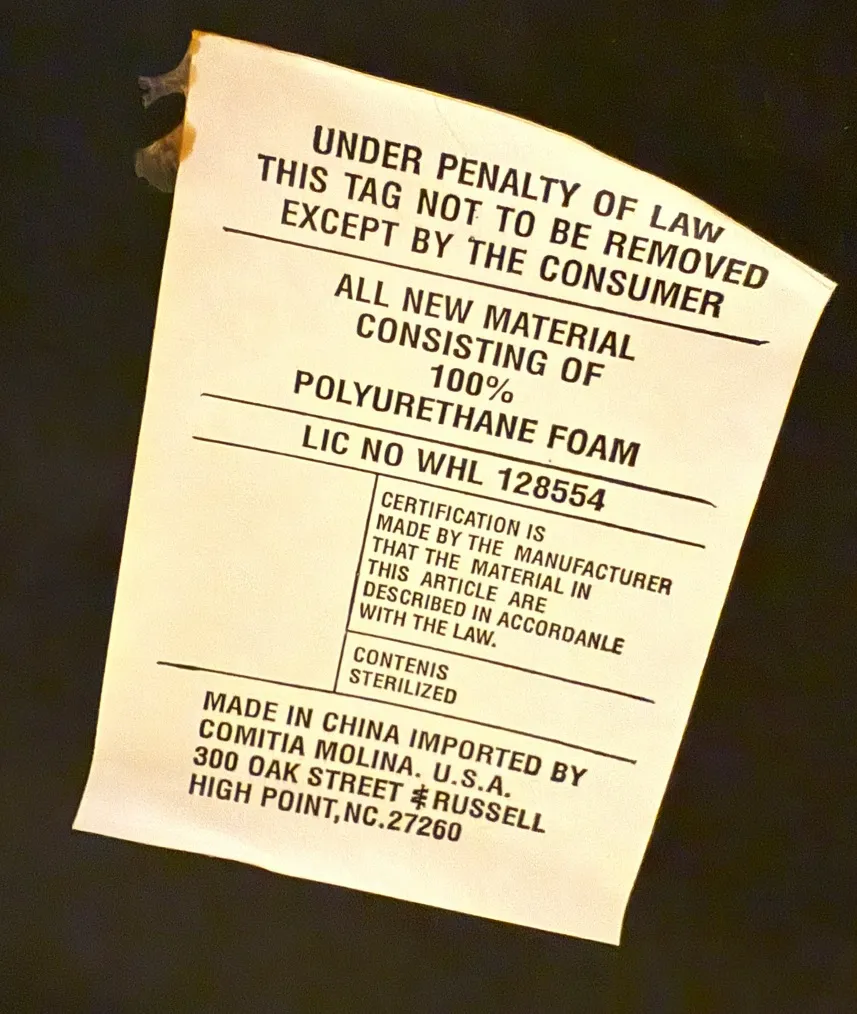 UNDER PENALTY OF LAW
THIS TAG NOT TO BE REMOVED
EXCEPT BY THE CONSUMER
ALL NEW MATERIAL
CONSISTING OF
100%
POLYURETHANE FOAM
LIC NO WHL 128554
CERTIFICATION IS
MADE BY THE MANUFACTURER
THAT THE MATERIAL IN
THIS ARTICLE ARE
DESCRIBED IN ACCORDANLE
WITH THE LAW.
CONTENIS
STERILIZED
MADE IN CHINA IMPORTED BY
COMITIA MOLINA. U.S.A.
300 OAK STREET & RUSSELL
HIGH POINT,NC.27260